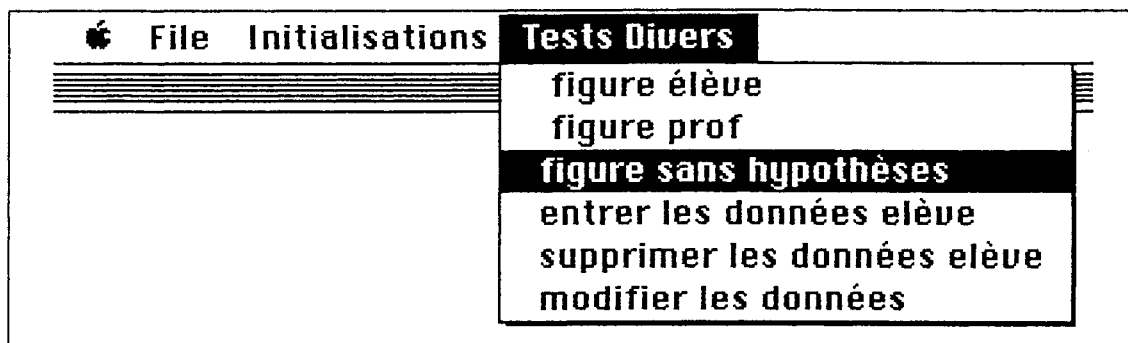 File Initialisations Tests Divers
figure élève
figure prof
figure sans hypothèses
entrer les données elève
supprimer les données elève
modifier les données